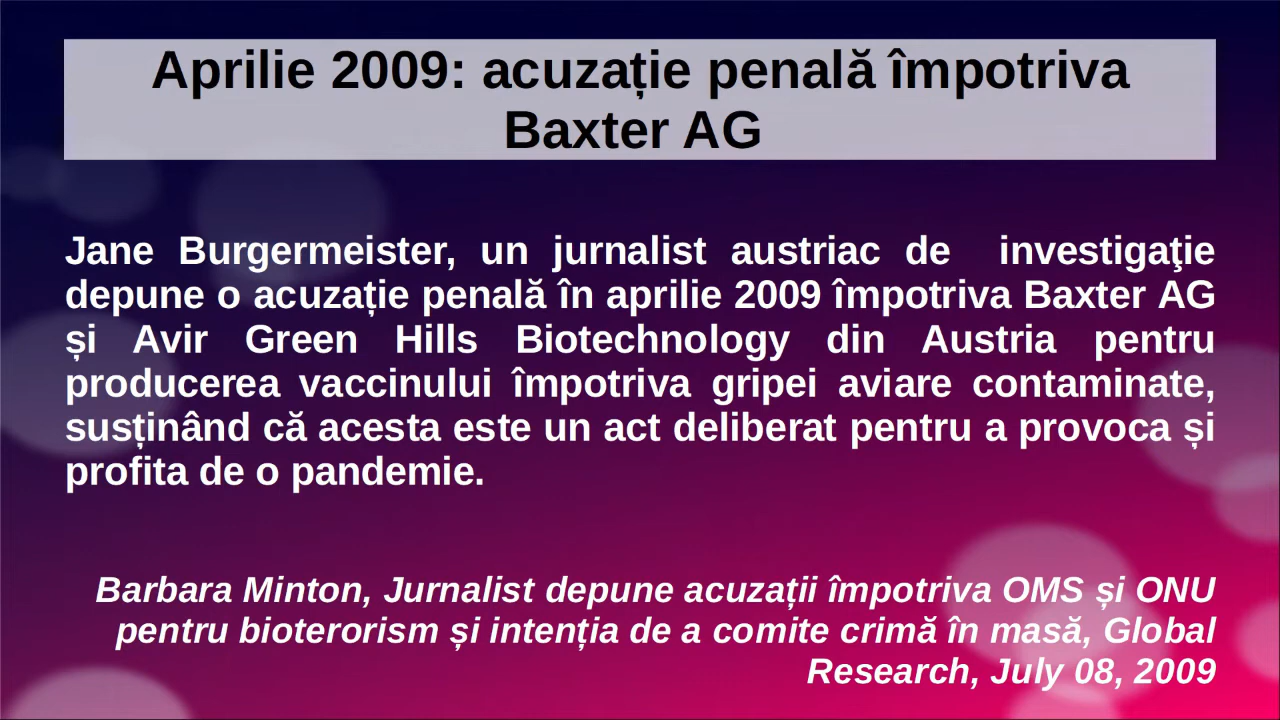 Aprilie 2009: acuzație penală împotriva
Baxter AG
Jane Burgermeister, un jurnalist austriac de investigaţie
depune o acuzație penală în aprilie 2009 împotriva Baxter AG
și Avir Green Hills Biotechnology din Austria pentru
producerea vaccinului împotriva gripei aviare contaminate,
susținând că acesta este un act deliberat pentru a provoca și
profita de o pandemie.
Barbara Minton, Jurnalist depune acuzații împotriva OMS și ONU
pentru bioterorism și intenția de a comite crimă în masă, Global
Research, July 08, 2009